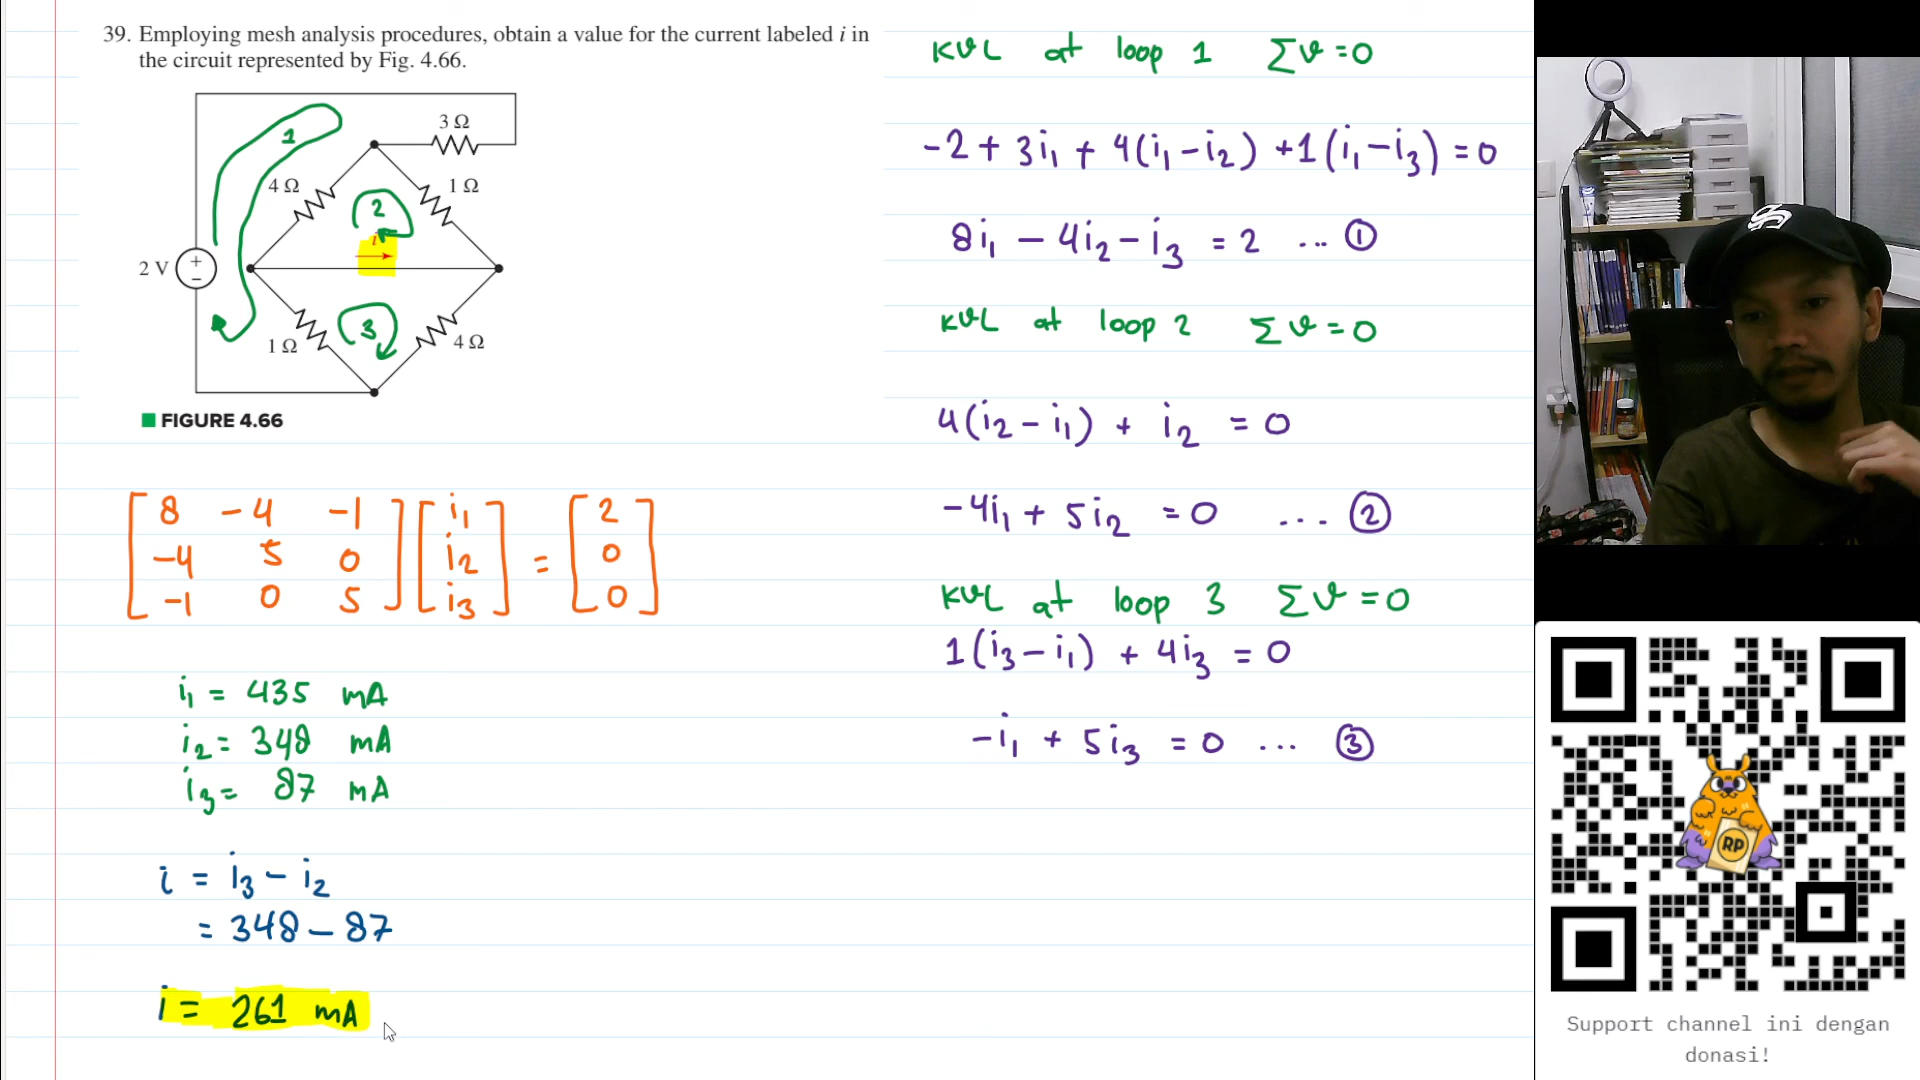 39. Employing mesh analysis procedures, obtain a value for the current labeled i in
the circuit represented by Fig. 4.66.
3 Ω
1
4 Ω
1 Ω
2
i
2 V
+
−
3
1 Ω
4 Ω
FIGURE 4.66
[8 -4 -1] [i₁] [2]
[-4 5 0] [i₂] = [0]
[-1 0 5] [i₃] [0]
i₁ = 435 mA
i₂ = 348 mA
i₃ = 87 mA
i = i₃ - i₂
= 348 - 87
i = 261 mA
KVL at loop 1 Σv = 0
-2 + 3i₁ + 4(i₁ - i₂) + 1(i₁ - i₃) = 0
8i₁ - 4i₂ - i₃ = 2 ... ①
KVL at loop 2 Σv = 0
4(i₂ - i₁) + i₂ = 0
-4i₁ + 5i₂ = 0 ... ②
KVL at loop 3 Σv = 0
1(i₃ - i₁) + 4i₃ = 0
-i₁ + 5i₃ = 0 ... ③
RP
Support channel ini dengan
donasi!